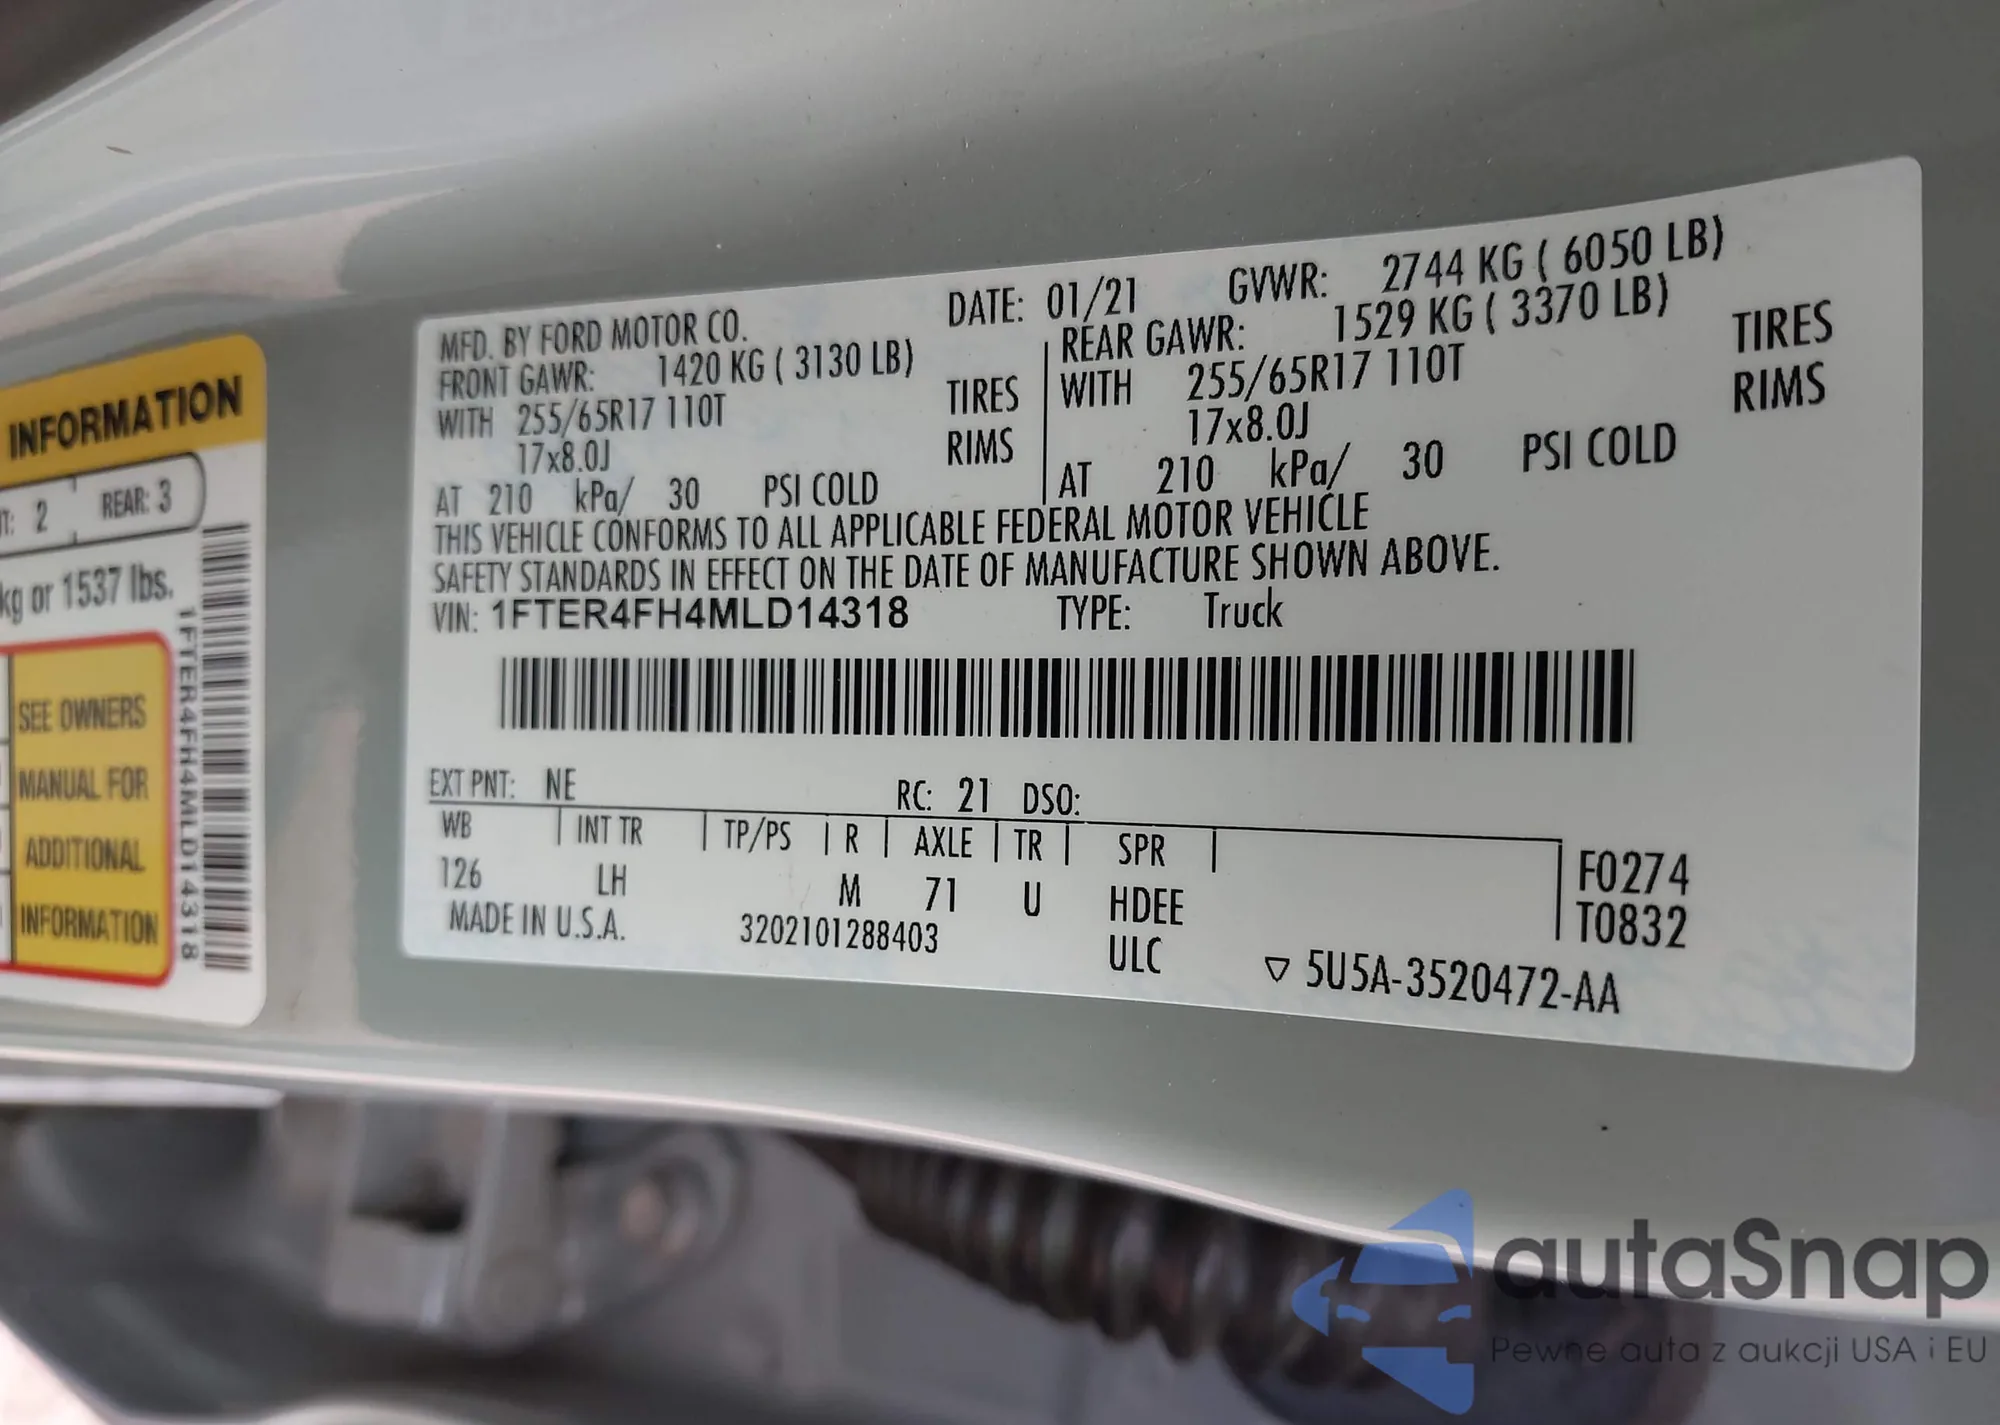 INFORMATION
T: 2 REAR: 3
kg or 1537 lbs.
SEE OWNERS
MANUAL FOR
ADDITIONAL
INFORMATION
1FTER4FH4MLD14318
MFD. BY FORD MOTOR CO. DATE: 01/21 GVWR: 2744 KG ( 6050 LB)
FRONT GAWR: 1420 KG ( 3130 LB) REAR GAWR: 1529 KG ( 3370 LB)
WITH 255/65R17 110T TIRES WITH 255/65R17 110T TIRES
17x8.0J RIMS 17x8.0J RIMS
AT 210 kPa/ 30 PSI COLD AT 210 kPa/ 30 PSI COLD
THIS VEHICLE CONFORMS TO ALL APPLICABLE FEDERAL MOTOR VEHICLE
SAFETY STANDARDS IN EFFECT ON THE DATE OF MANUFACTURE SHOWN ABOVE.
VIN: 1FTER4FH4MLD14318 TYPE: Truck
EXT PNT: NE RC: 21 DSO:
WB INT TR TP/PS R AXLE TR SPR
126 LH M 71 U HDEE F0274
MADE IN U.S.A. 3202101288403 ULC T0832
5U5A-3520472-AA
autaSnap
Pewne auta z aukcji USA i EU